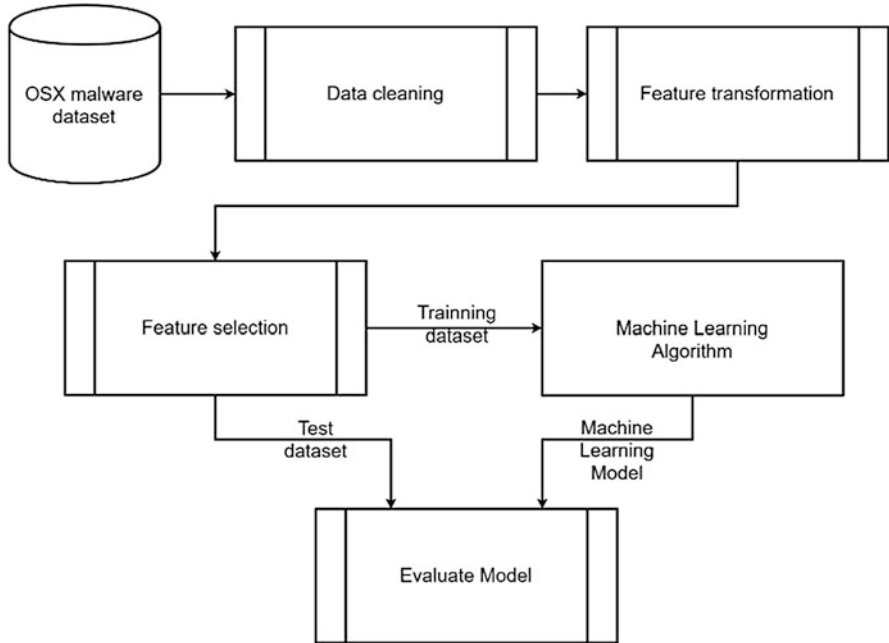 OSX malware
dataset
Data cleaning
Feature transformation
Feature selection
Trainning
dataset
Machine Learning
Algorithm
Test
dataset
Machine
Learning
Model
Evaluate Model